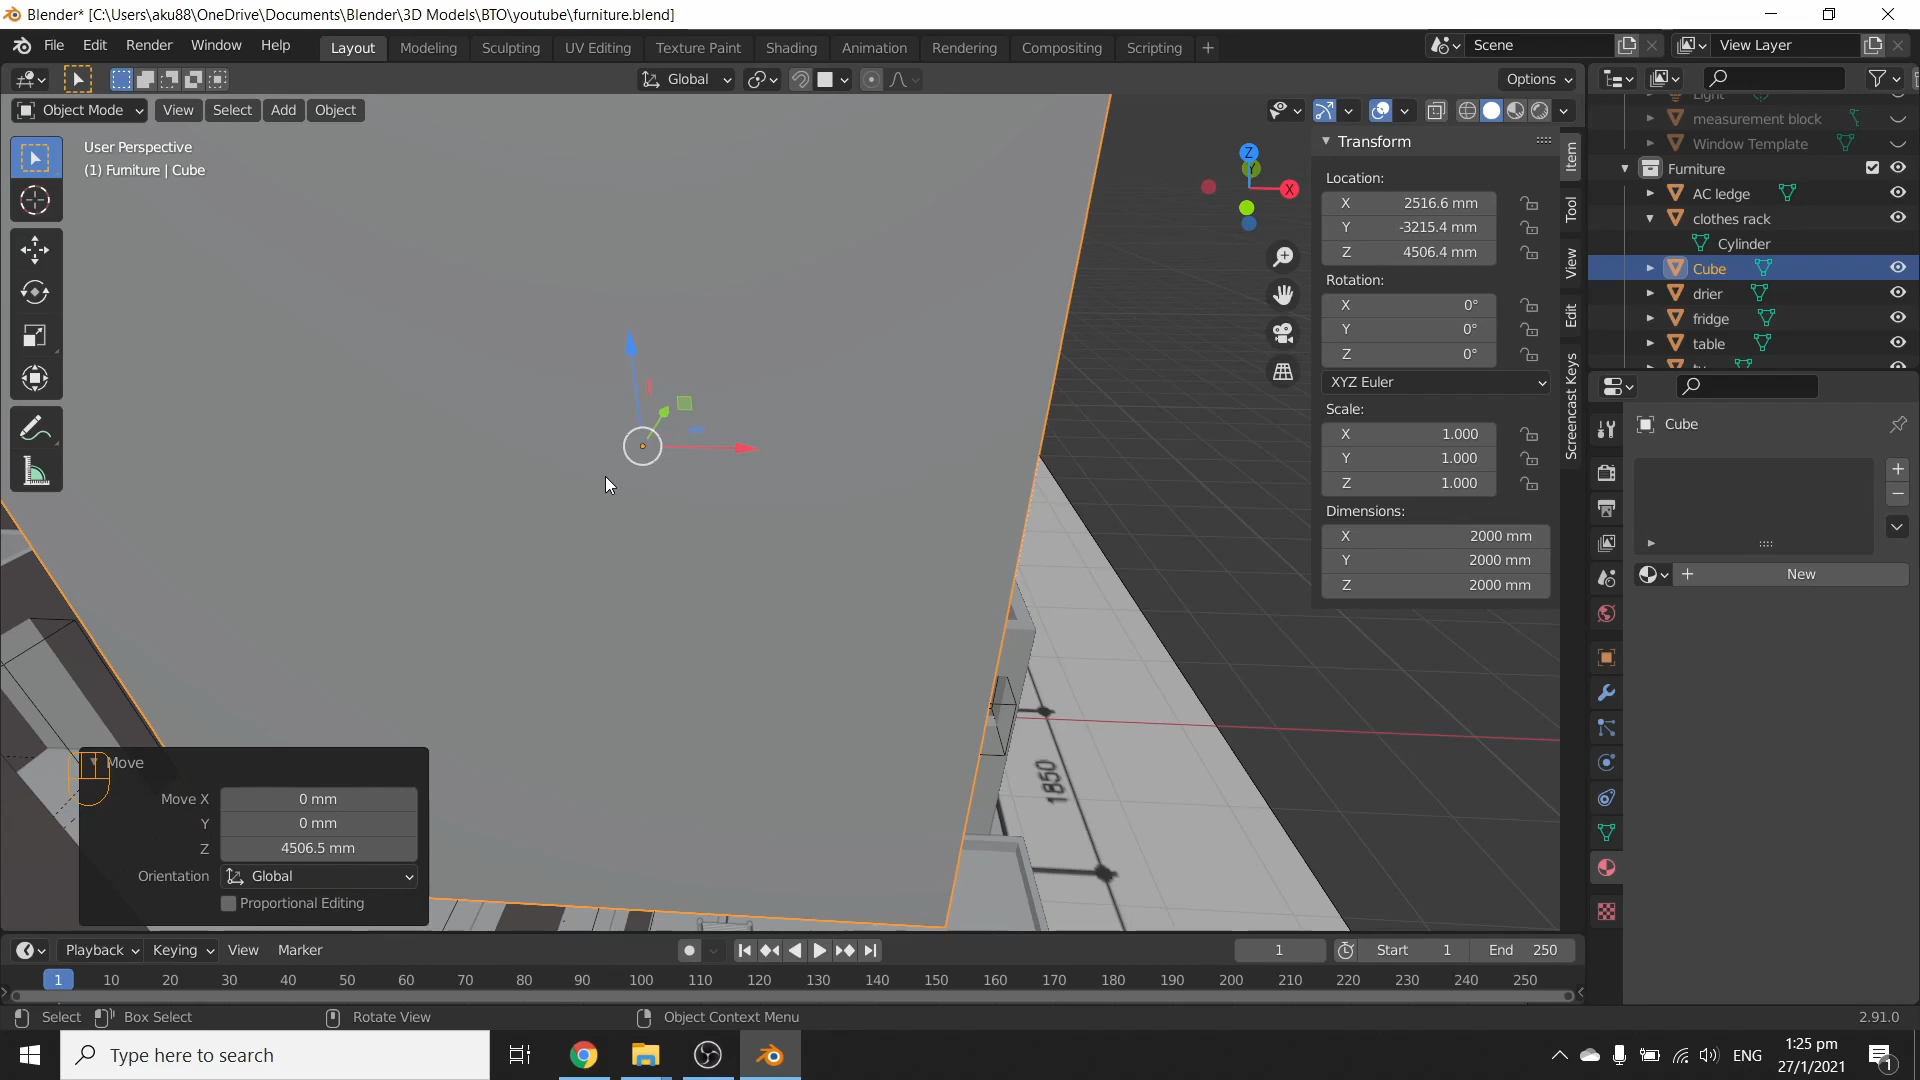 Blender* [C:\Users\aku88\OneDrive\Documents\Blender\3D Models\BTO\youtube\furniture.blend]
File Edit Render Window Help
Layout Modeling Sculpting UV Editing Texture Paint Shading Animation Rendering Compositing Scripting +
Scene
View Layer
Global
Options
Object Mode View Select Add Object
User Perspective
(1) Furniture | Cube
Z
X
Transform
Location:
X 2516.6 mm
Y -3215.4 mm
Z 4506.4 mm
Rotation:
X 0°
Y 0°
Z 0°
XYZ Euler
Scale:
X 1.000
Y 1.000
Z 1.000
Dimensions:
X 2000 mm
Y 2000 mm
Z 2000 mm
Item
Tool
View
Edit
Screencast Keys
Light
measurement block
Window Template
Furniture
AC ledge
clothes rack
Cylinder
Cube
drier
fridge
table
Cube
New
1850
Move
Move X 0 mm
Y 0 mm
Z 4506.5 mm
Orientation Global
Proportional Editing
Playback Keying View Marker
1
Start 1
End 250
1 10 20 30 40 50 60 70 80 90 100 110 120 130 140 150 160 170 180 190 200 210 220 230 240 250
Select Box Select Rotate View Object Context Menu 2.91.0
Type here to search
ENG
1:25 pm
27/1/2021
1